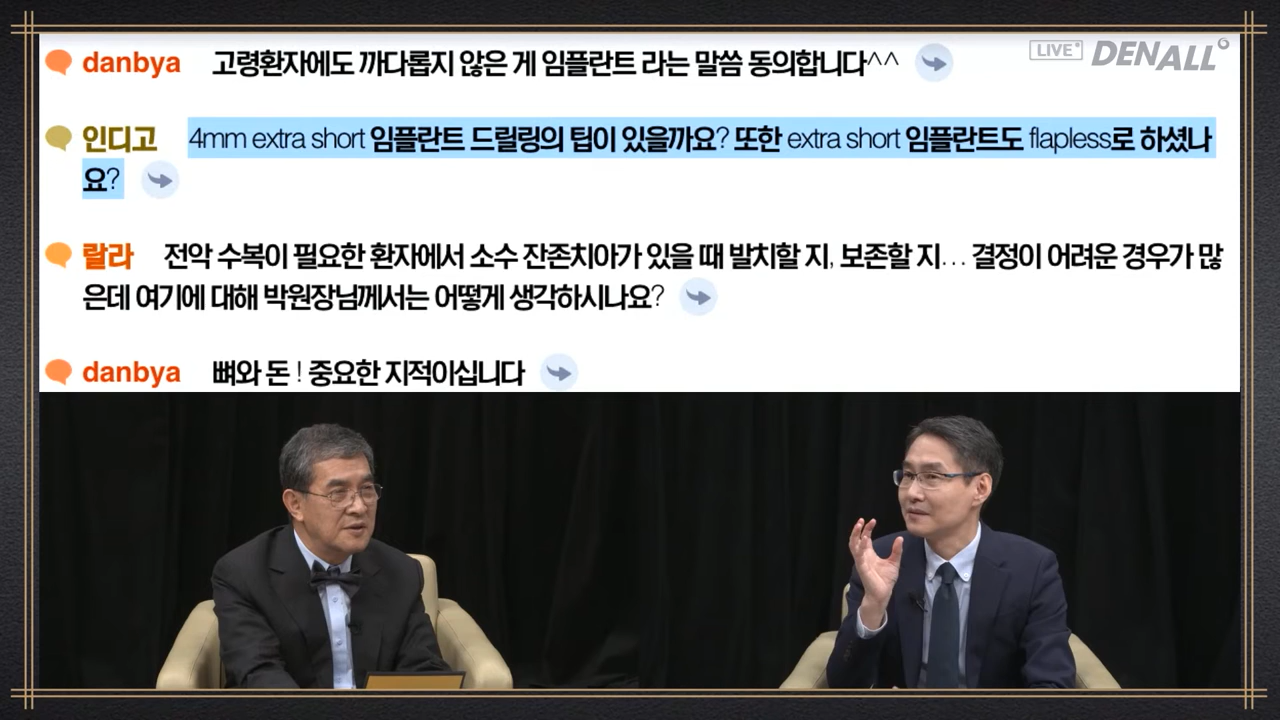 LIVE DENALL
danbya 고령환자에도 까다롭지 않은 게 임플란트 라는 말씀 동의합니다^^
인디고 4mm extra short 임플란트 드릴링의 팁이 있을까요? 또한 extra short 임플란트도 flapless로 하셨나
요?
랄라 전악 수복이 필요한 환자에서 소수 잔존치아가 있을 때 발치할 지, 보존할 지... 결정이 어려운 경우가 많
은데 여기에 대해 박원장님께서는 어떻게 생각하시나요?
danbya 뼈와 돈 ! 중요한 지적이십니다